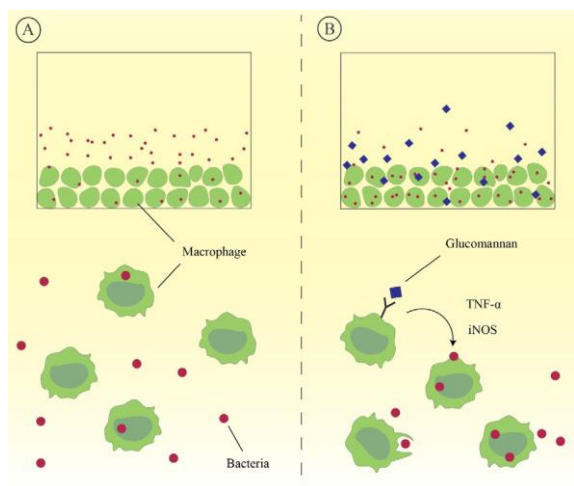 A
B
Macrophage
Glucomannan
TNF-α
iNOS
Bacteria